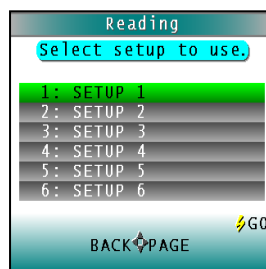 Reading
Select setup to use.
1: SETUP 1
2: SETUP 2
3: SETUP 3
4: SETUP 4
5: SETUP 5
6: SETUP 6
GO
BACK PAGE